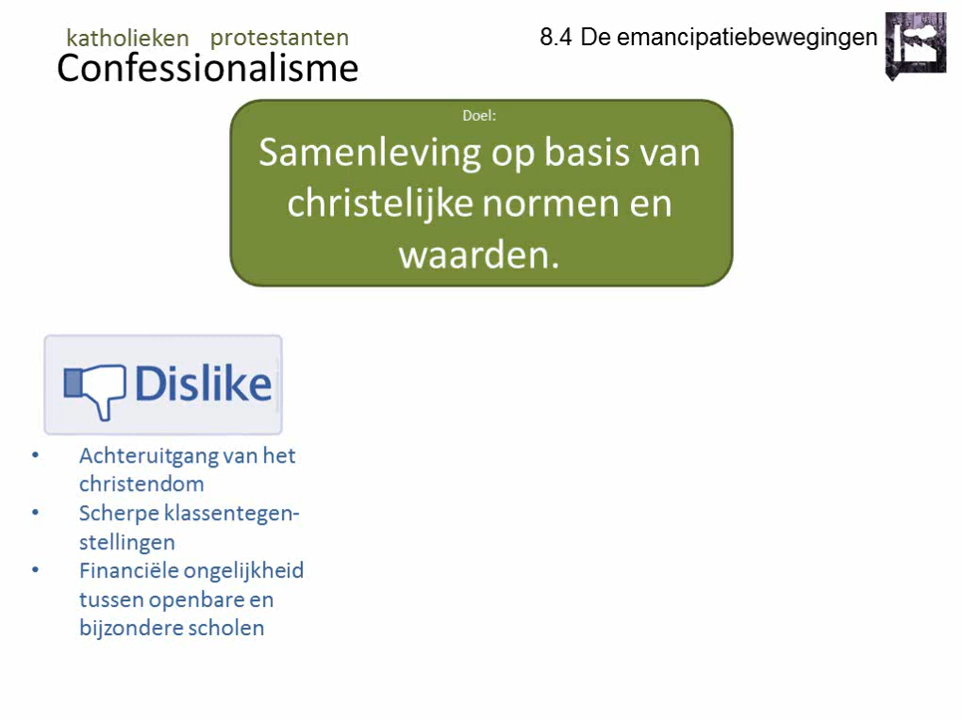 katholieken protestanten
8.4 De emancipatiebewegingen
Confessionalisme
Doel:
Samenleving op basis van
christelijke normen en
waarden.
Dislike
• Achteruitgang van het
christendom
• Scherpe klassentegen-
stellingen
• Financiële ongelijkheid
tussen openbare en
bijzondere scholen